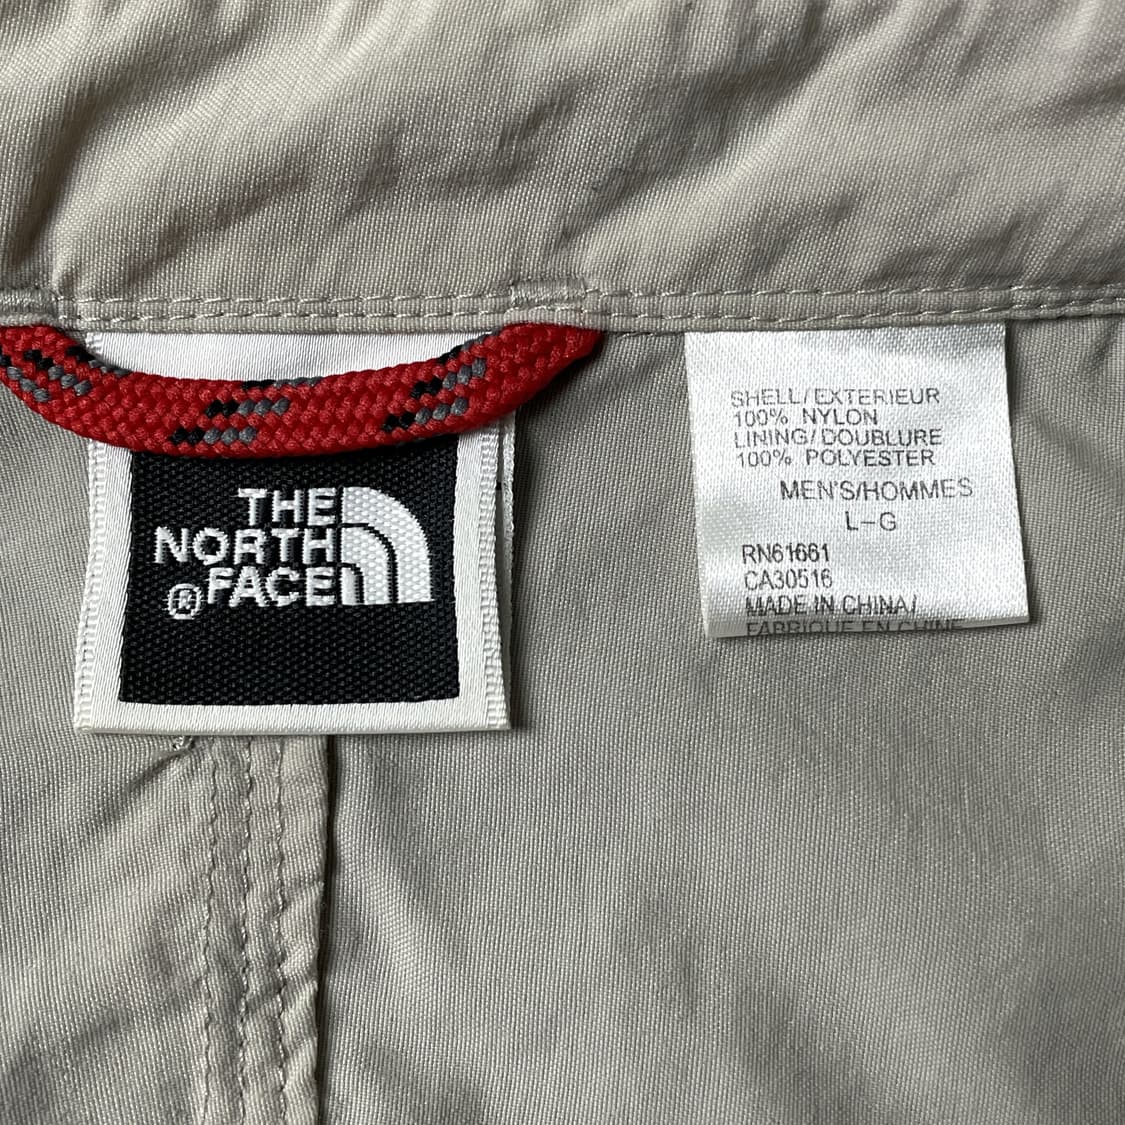 THE
NORTH
®FACE
SHELL/EXTERIEUR
100% NYLON
LINING/DOUBLURE
100% POLYESTER
MEN'S/HOMMES
L-G
RN61661
CA30516
MADE IN CHINA/
FABRIQUE EN CHINE